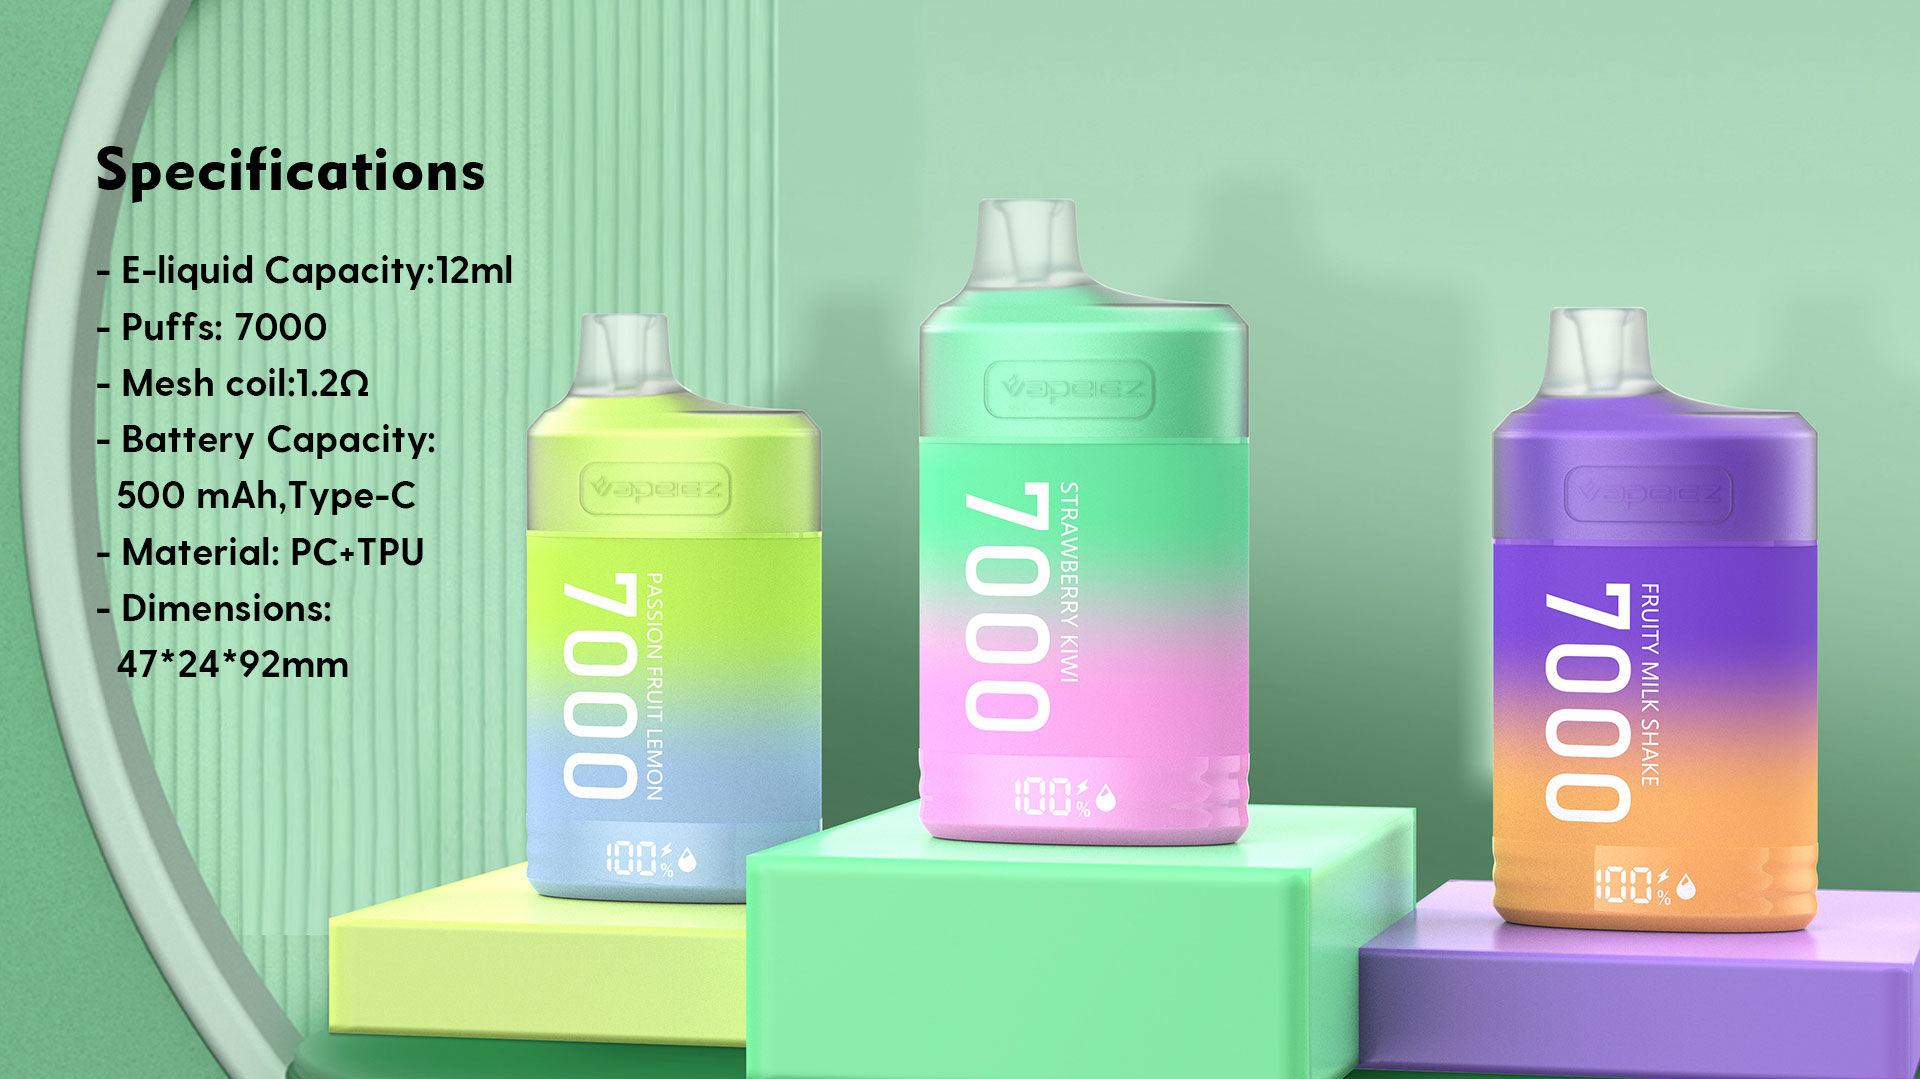 Specifications
- E-liquid Capacity:12ml
- Puffs: 7000
- Mesh coil:1.2Ω
- Battery Capacity:
500 mAh,Type-C
- Material: PC+TPU
- Dimensions:
47*24*92mm
vapeez
PASSION FRUIT LEMON
7000
100%
vapeez
STRAWBERRY KIWI
7000
100%
vapeez
FRUITY MILK SHAKE
7000
100%